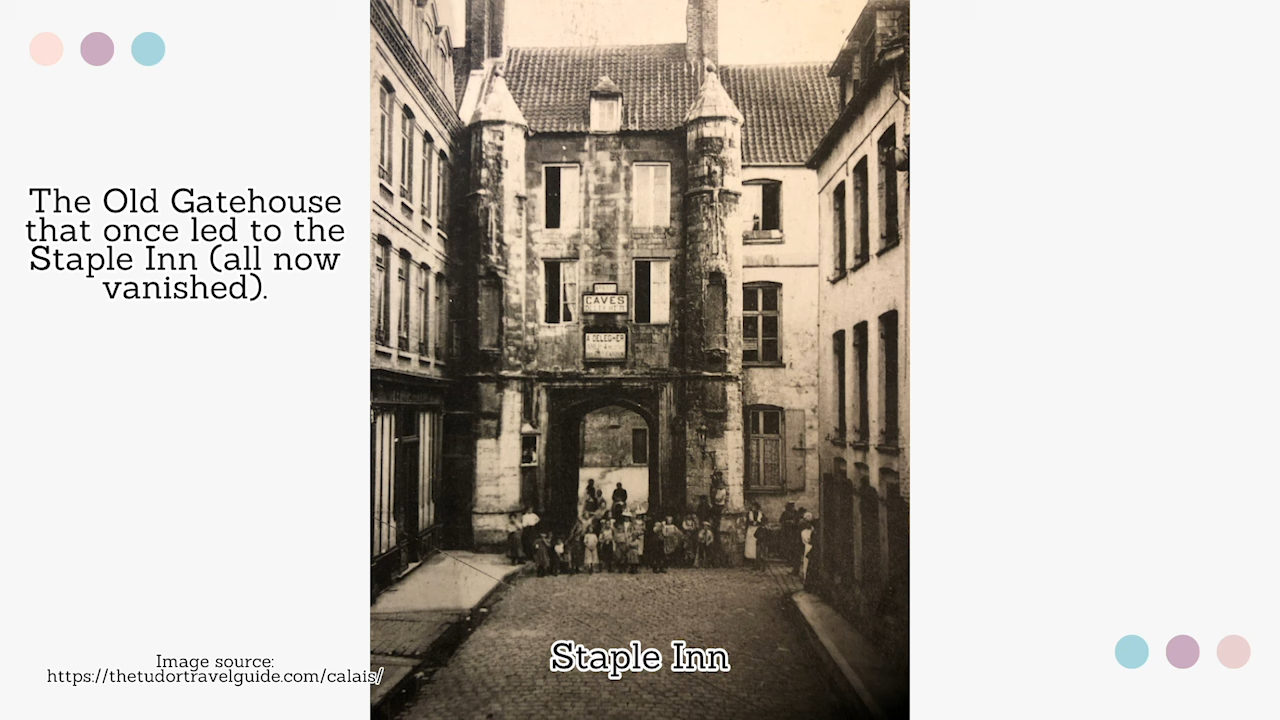 The Old Gatehouse
that once led to the
Staple Inn (all now
vanished).
CAVES
Staple Inn
Image source:
https://thetudortravelguide.com/calais/